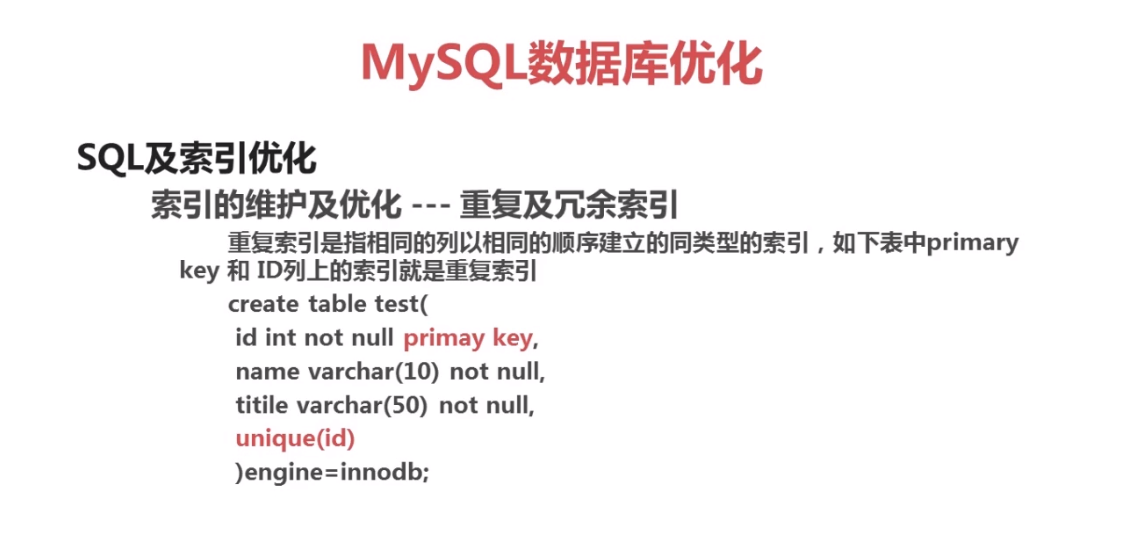 MySQL数据库优化
SQL及索引优化
索引的维护及优化 --- 重复及冗余索引
重复索引是指相同的列以相同的顺序建立的同类型的索引，如下表中primary
key 和 ID列上的索引就是重复索引
create table test(
id int not null primay key,
name varchar(10) not null,
titile varchar(50) not null,
unique(id)
)engine=innodb;